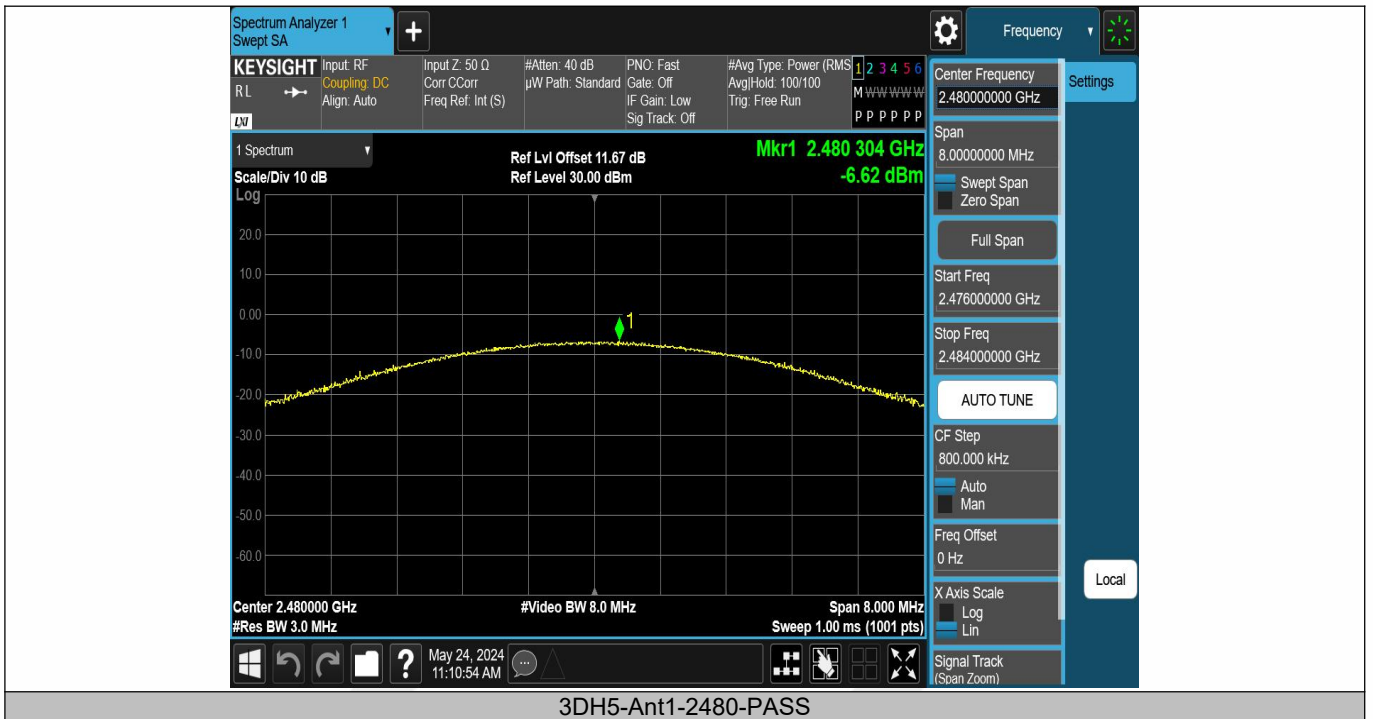 Spectrum Analyzer 1
Swept SA
+
Frequency
KEYSIGHT
RL
LXI
Input: RF
Coupling: DC
Align: Auto
Input Z: 50 Ω
Corr CCorr
Freq Ref: Int (S)
#Atten: 40 dB
µW Path: Standard
PNO: Fast
Gate: Off
IF Gain: Low
Sig Track: Off
#Avg Type: Power (RMS
Avg|Hold: 100/100
Trig: Free Run
1 2 3 4 5 6
M W W W W W
P P P P P P
Center Frequency
2.480000000 GHz
Settings
Span
8.00000000 MHz
Swept Span
Zero Span
Full Span
Start Freq
2.476000000 GHz
Stop Freq
2.484000000 GHz
AUTO TUNE
CF Step
800.000 kHz
Auto
Man
Freq Offset
0 Hz
X Axis Scale
Log
Lin
Local
Signal Track
(Span Zoom)
1 Spectrum
Scale/Div 10 dB
Log
Ref Lvl Offset 11.67 dB
Ref Level 30.00 dBm
Mkr1 2.480 304 GHz
-6.62 dBm
20.0
10.0
0.00
1
-10.0
-20.0
-30.0
-40.0
-50.0
-60.0
Center 2.480000 GHz
#Res BW 3.0 MHz
#Video BW 8.0 MHz
Span 8.000 MHz
Sweep 1.00 ms (1001 pts)
?
May 24, 2024
11:10:54 AM
3DH5-Ant1-2480-PASS